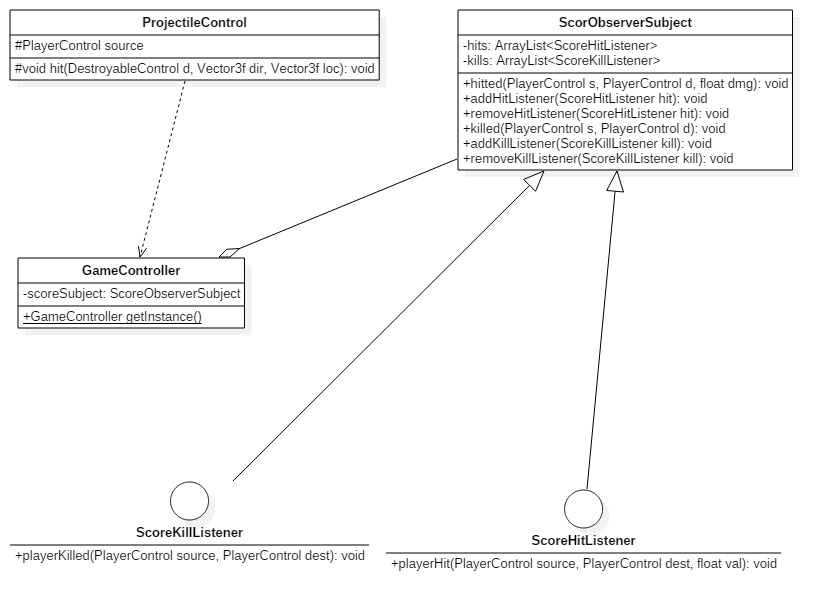 ProjectileControl
#PlayerControl source
#void hit(DestroyableControl d, Vector3f dir, Vector3f loc): void
ScorObserverSubject
-hits: ArrayList<ScoreHitListener>
-kills: ArrayList<ScoreKillListener>
+hitted(PlayerControl s, PlayerControl d, float dmg): void
+addHitListener(ScoreHitListener hit): void
+removeHitListener(ScoreHitListener hit): void
+killed(PlayerControl s, PlayerControl d): void
+addKillListener(ScoreKillListener kill): void
+removeKillListener(ScoreKillListener kill): void
GameController
-scoreSubject: ScoreObserverSubject
+GameController getInstance()
ScoreKillListener
+playerKilled(PlayerControl source, PlayerControl dest): void
ScoreHitListener
+playerHit(PlayerControl source, PlayerControl dest, float val): void